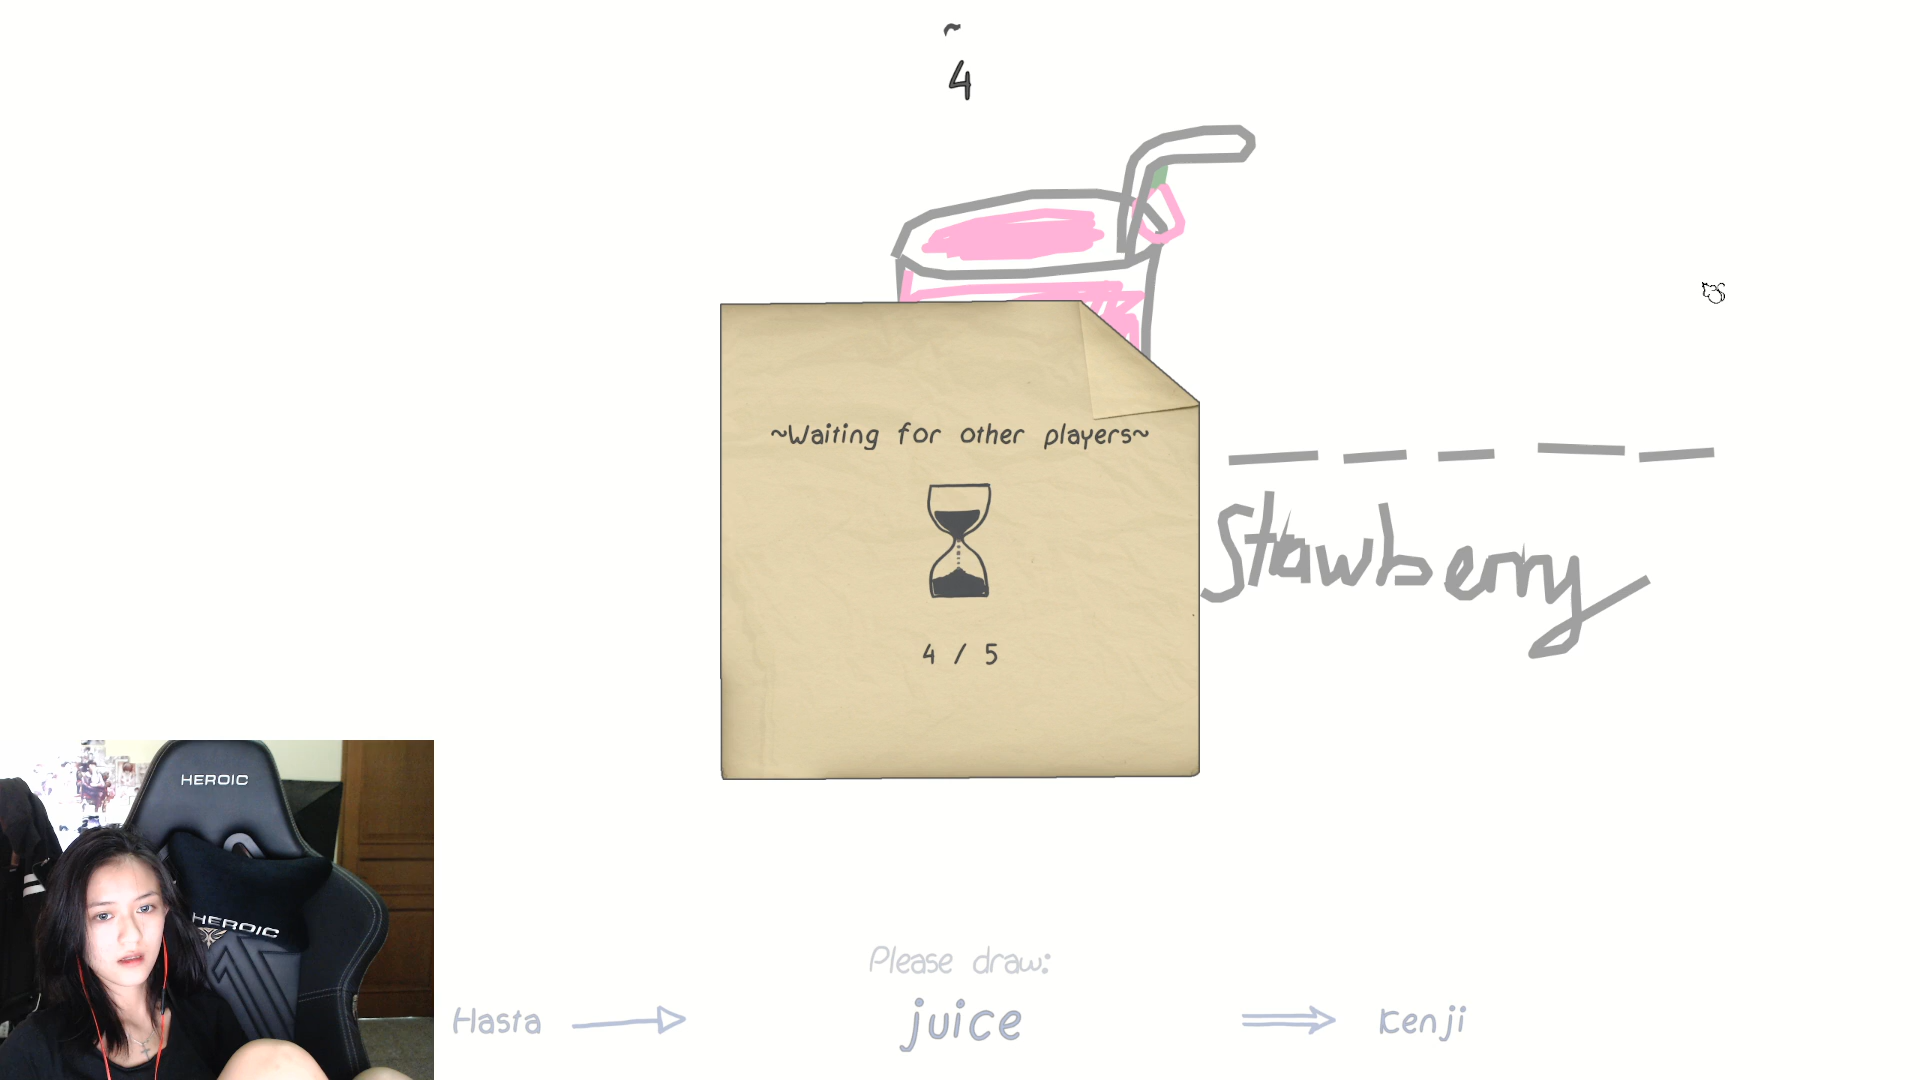 ~
4
~Waiting for other players~
4 / 5
Stawberry
HEROIC
HEROIC
Please draw:
Hasta juice Kenji